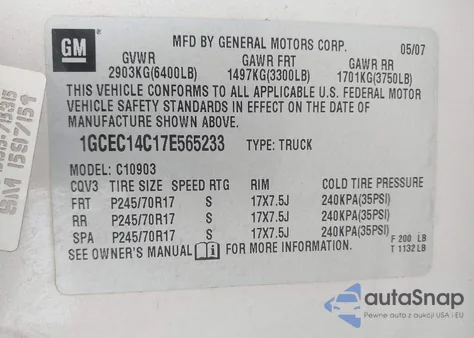 GM
MFD BY GENERAL MOTORS CORP.
05/07
GVWR GAWR FRT GAWR RR
2903KG(6400LB) 1497KG(3300LB) 1701KG(3750LB)
THIS VEHICLE CONFORMS TO ALL APPLICABLE U.S. FEDERAL MOTOR
VEHICLE SAFETY STANDARDS IN EFFECT ON THE DATE OF
MANUFACTURE SHOWN ABOVE.
1GCEC14C17E565233 TYPE: TRUCK
MODEL: C10903
CQV3 TIRE SIZE SPEED RTG RIM COLD TIRE PRESSURE
FRT P245/70R17 S 17X7.5J 240KPA(35PSI)
RR P245/70R17 S 17X7.5J 240KPA(35PSI)
SPA P245/70R17 S 17X7.5J 240KPA(35PSI)
SEE OWNER'S MANUAL FOR MORE INFORMATION.
F 200 LB
T 1132 LB
autoSnap
Pewne auto z aukcji USA i EU